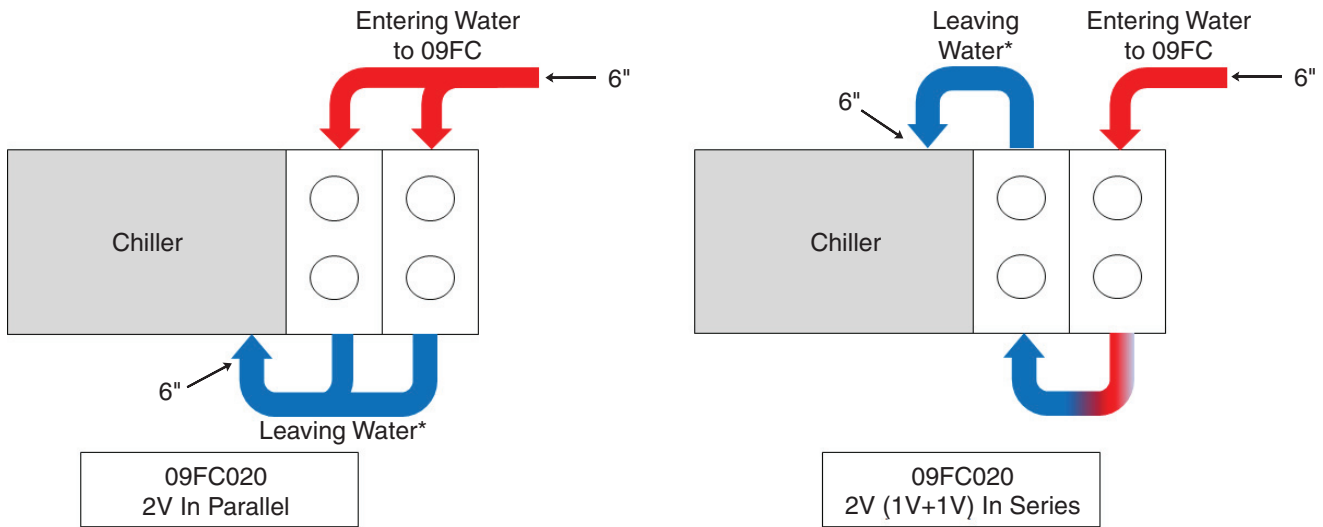 Entering Water
to 09FC
6"
Chiller
6"
Leaving Water*
09FC020
2V In Parallel
Leaving
Water*
Entering Water
to 09FC
6"
6"
Chiller
09FC020
2V (1V+1V) In Series